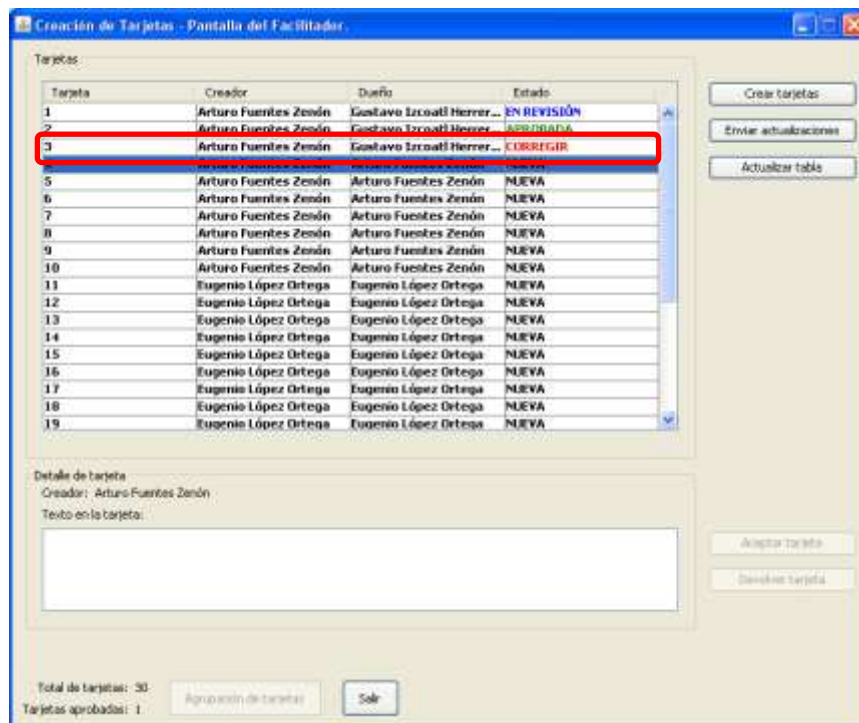 Creación de Tarjetas - Pantalla del Facilitador.
Tarjetas
Tarjeta Creador Dueño Estado
1 Arturo Fuentes Zenón Gustavo Izcoatl Herrer... EN REVISIÓN
2 Arturo Fuentes Zenón Gustavo Izcoatl Herrer... APROBADA
3 Arturo Fuentes Zenón Gustavo Izcoatl Herrer... CORREGIR
5 Arturo Fuentes Zenón Arturo Fuentes Zenón NUEVA
6 Arturo Fuentes Zenón Arturo Fuentes Zenón NUEVA
7 Arturo Fuentes Zenón Arturo Fuentes Zenón NUEVA
8 Arturo Fuentes Zenón Arturo Fuentes Zenón NUEVA
9 Arturo Fuentes Zenón Arturo Fuentes Zenón NUEVA
10 Arturo Fuentes Zenón Arturo Fuentes Zenón NUEVA
11 Eugenio López Ortega Eugenio López Ortega NUEVA
12 Eugenio López Ortega Eugenio López Ortega NUEVA
13 Eugenio López Ortega Eugenio López Ortega NUEVA
14 Eugenio López Ortega Eugenio López Ortega NUEVA
15 Eugenio López Ortega Eugenio López Ortega NUEVA
16 Eugenio López Ortega Eugenio López Ortega NUEVA
17 Eugenio López Ortega Eugenio López Ortega NUEVA
18 Eugenio López Ortega Eugenio López Ortega NUEVA
19 Eugenio López Ortega Eugenio López Ortega NUEVA
Crear tarjetas
Enviar actualizaciones
Actualizar tabla
Detalle de tarjeta
Creador: Arturo Fuentes Zenón
Texto en la tarjeta:
Aceptar tarjeta
Devolver tarjeta
Total de tarjetas: 30
Tarjetas aprobadas: 1
Agrupación de tarjetas
Salir